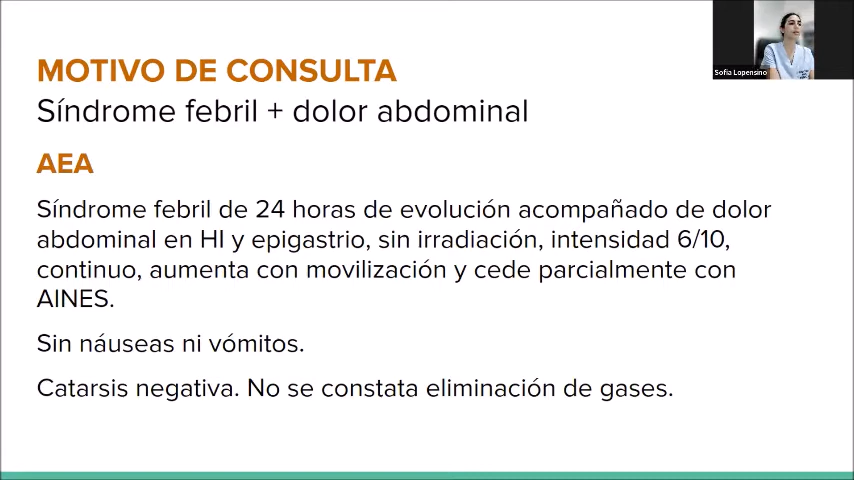 MOTIVO DE CONSULTA
Síndrome febril + dolor abdominal
AEA
Síndrome febril de 24 horas de evolución acompañado de dolor
abdominal en HI y epigastrio, sin irradiación, intensidad 6/10,
continuo, aumenta con movilización y cede parcialmente con
AINES.
Sin náuseas ni vómitos.
Catarsis negativa. No se constata eliminación de gases.
Sofia Lopensino